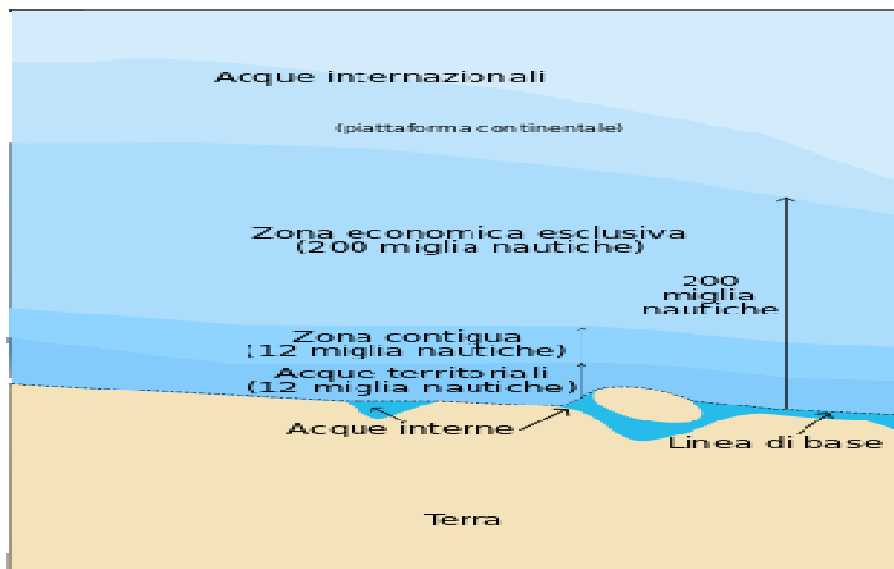 Acque internazionali
(piattaforma continentale)
Zona economica esclusiva
(200 miglia nautiche)
200
miglia
nautiche
Zona contigua
(12 miglia nautiche)
Acque territoriali
(12 miglia nautiche)
Acque interne
Linea di base
Terra